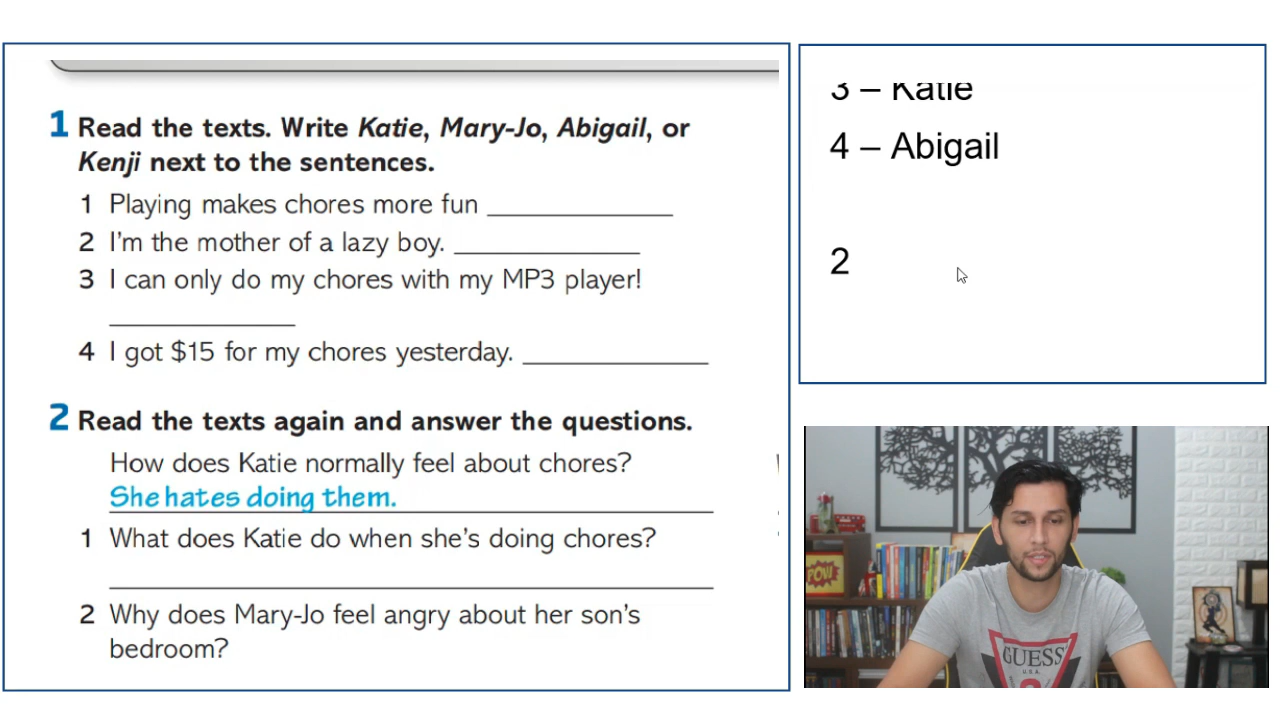 1 Read the texts. Write Katie, Mary-Jo, Abigail, or
Kenji next to the sentences.
1 Playing makes chores more fun
2 I'm the mother of a lazy boy.
3 I can only do my chores with my MP3 player!
4 I got $15 for my chores yesterday.
2 Read the texts again and answer the questions.
How does Katie normally feel about chores?
She hates doing them.
1 What does Katie do when she's doing chores?
2 Why does Mary-Jo feel angry about her son's
bedroom?
3 – Katie
4 – Abigail
2
POW
GUESS
U.S.A.